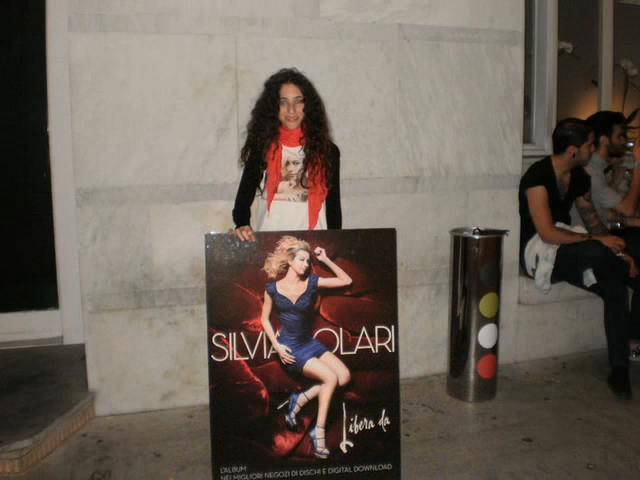 SILVIA OLARI
Libera da
L'ALBUM
NEI MIGLIORI NEGOZI DI DISCHI E DIGITAL DOWNLOAD